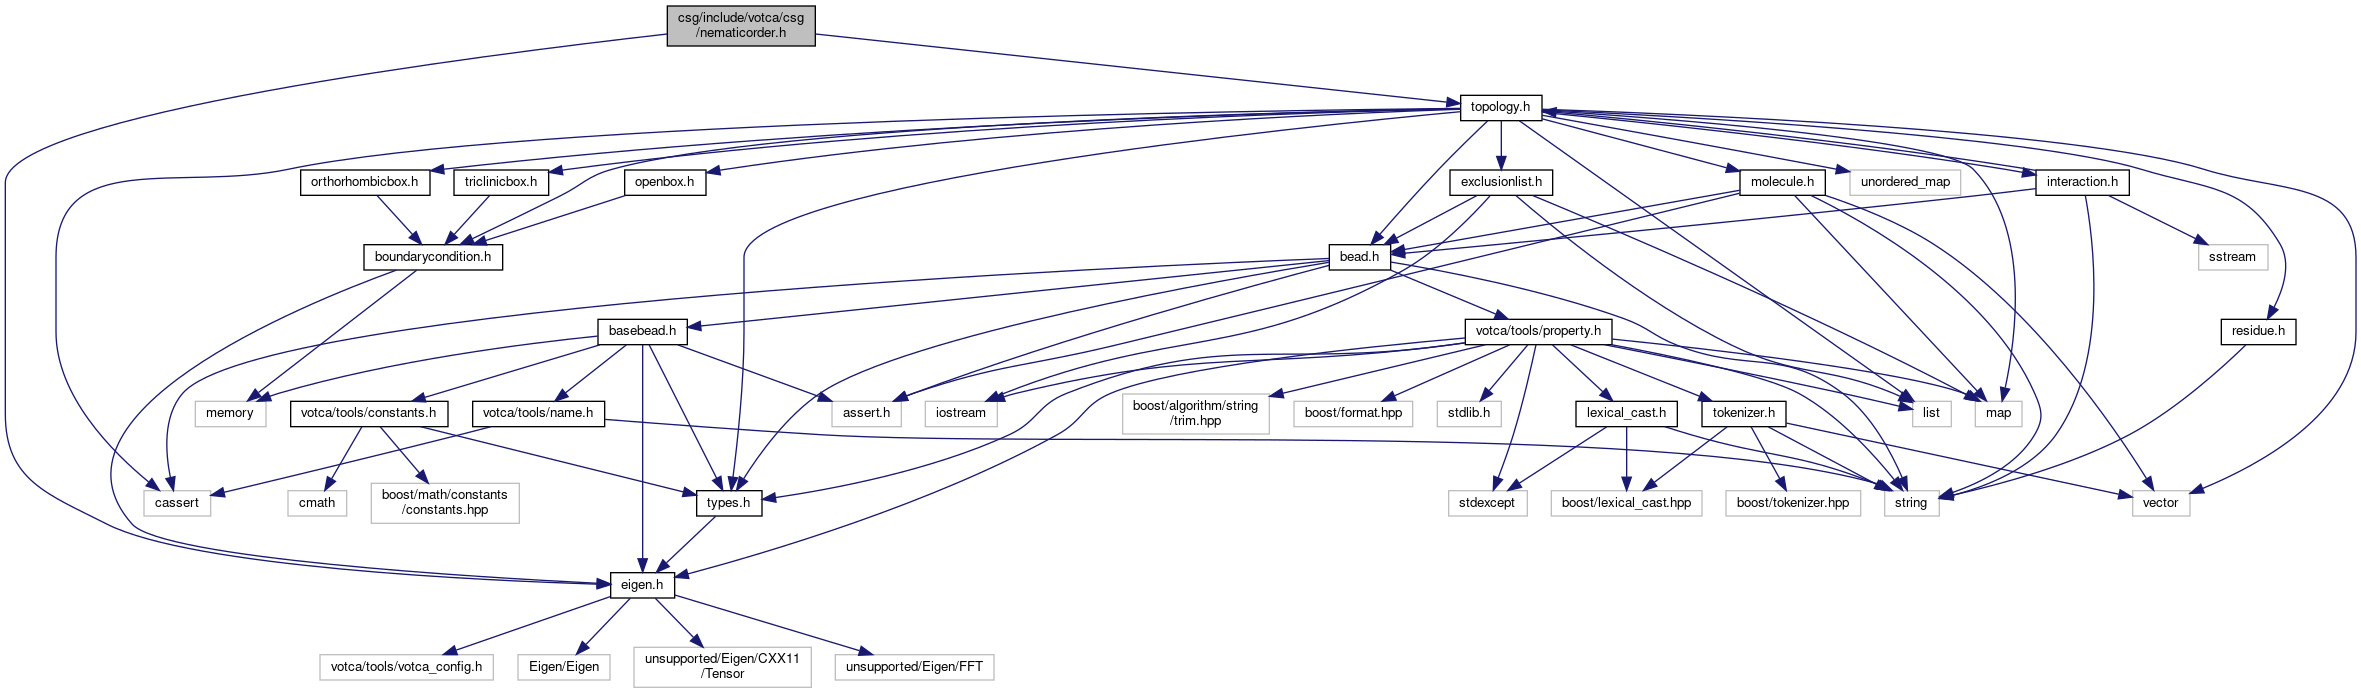 csg/include/votca/csg
/nematicorder.h
topology.h
orthorhombicbox.h
triclinicbox.h
openbox.h
exclusionlist.h
molecule.h
unordered_map
interaction.h
boundarycondition.h
bead.h
sstream
basebead.h
votca/tools/property.h
residue.h
memory
votca/tools/constants.h
votca/tools/name.h
assert.h
iostream
boost/algorithm/string
/trim.hpp
boost/format.hpp
stdlib.h
lexical_cast.h
tokenizer.h
list
map
cassert
cmath
boost/math/constants
/constants.hpp
types.h
stdexcept
boost/lexical_cast.hpp
boost/tokenizer.hpp
string
vector
eigen.h
votca/tools/votca_config.h
Eigen/Eigen
unsupported/Eigen/CXX11
/Tensor
unsupported/Eigen/FFT